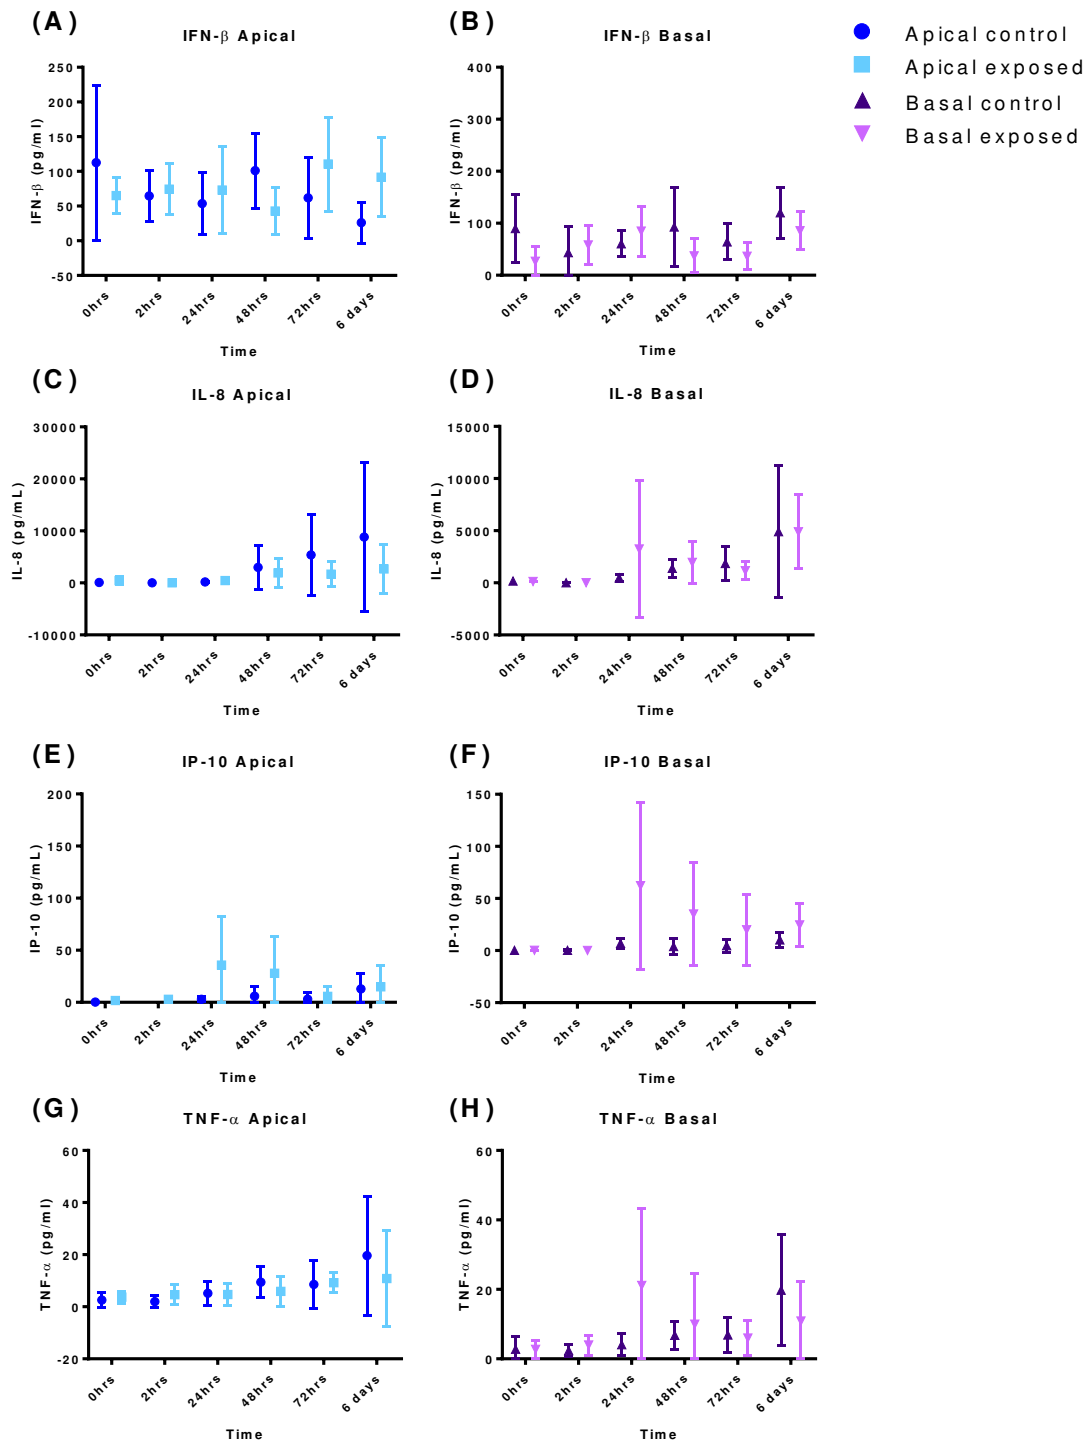 (A)
IFN-β Apical
IFN-β (pg/ml)
250
200
150
100
50
0
-50
0hrs
2hrs
24hrs
48hrs
72hrs
6 days
Time
(B)
IFN-β Basal
IFN-β (pg/ml)
400
300
200
100
0
0hrs
2hrs
24hrs
48hrs
72hrs
6 days
Time
Apical control
Apical exposed
Basal control
Basal exposed
(C)
IL-8 Apical
IL-8 (pg/mL)
30000
20000
10000
0
-10000
0hrs
2hrs
24hrs
48hrs
72hrs
6 days
Time
(D)
IL-8 Basal
IL-8 (pg/mL)
15000
10000
5000
0
-5000
0hrs
2hrs
24hrs
48hrs
72hrs
6 days
Time
(E)
IP-10 Apical
IP-10 (pg/mL)
200
150
100
50
0
0hrs
2hrs
24hrs
48hrs
72hrs
6 days
Time
(F)
IP-10 Basal
IP-10 (pg/mL)
150
100
50
0
-50
0hrs
2hrs
24hrs
48hrs
72hrs
6 days
Time
(G)
TNF-α Apical
TNF-α (pg/ml)
60
40
20
0
-20
0hrs
2hrs
24hrs
48hrs
72hrs
6 days
Time
(H)
TNF-α Basal
TNF-α (pg/ml)
60
40
20
0
0hrs
2hrs
24hrs
48hrs
72hrs
6 days
Time